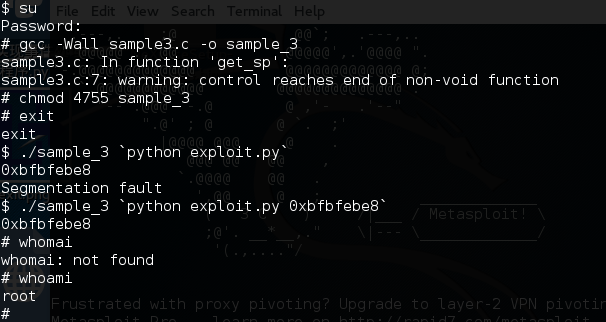 $ su
File Edit View Search Terminal Help
Password:
# gcc -Wall sample3.c -o sample_3
sample3.c: In function 'get_sp':
sample3.c:7: warning: control reaches end of non-void function
# chmod 4755 sample_3
# exit
exit
$ ./sample_3 `python exploit.py`
0xbfbfebe8
Segmentation fault
$ ./sample_3 `python exploit.py 0xbfbfebe8`
0xbfbfebe8
/ Metasploit! \
# whomai
whomai: not found
# whoami
root
Frustrated with proxy pivoting? Upgrade to layer-2 VPN pivoting
#
Metasploit Pro -- learn more on http://rapid7.com/metasploit